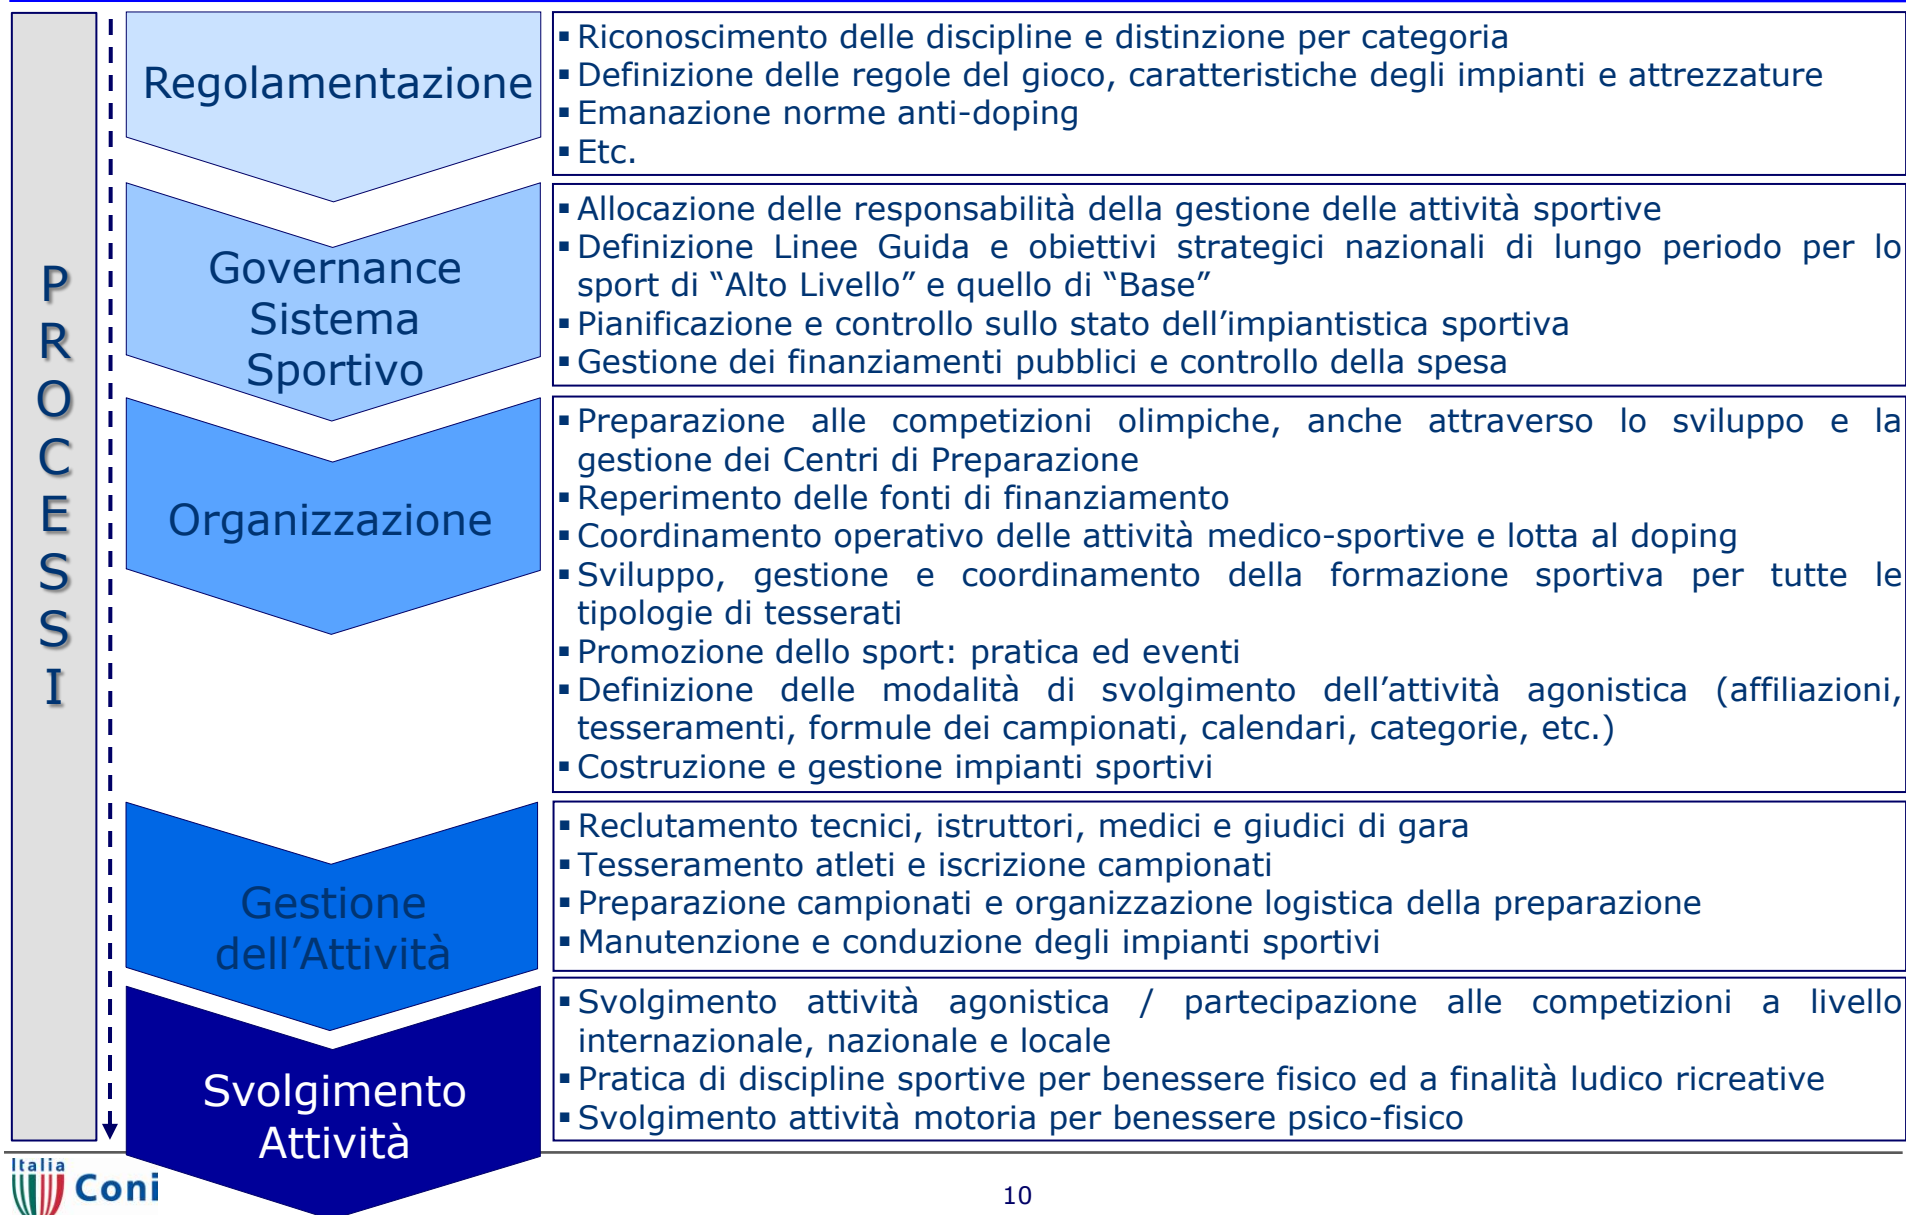 P
R
O
C
E
S
S
I
Regolamentazione
▪ Riconoscimento delle discipline e distinzione per categoria
▪ Definizione delle regole del gioco, caratteristiche degli impianti e attrezzature
▪ Emanazione norme anti-doping
▪ Etc.
Governance
Sistema
Sportivo
▪ Allocazione delle responsabilità della gestione delle attività sportive
▪ Definizione Linee Guida e obiettivi strategici nazionali di lungo periodo per lo
sport di “Alto Livello” e quello di “Base”
▪ Pianificazione e controllo sullo stato dell’impiantistica sportiva
▪ Gestione dei finanziamenti pubblici e controllo della spesa
Organizzazione
▪ Preparazione alle competizioni olimpiche, anche attraverso lo sviluppo e la
gestione dei Centri di Preparazione
▪ Reperimento delle fonti di finanziamento
▪ Coordinamento operativo delle attività medico-sportive e lotta al doping
▪ Sviluppo, gestione e coordinamento della formazione sportiva per tutte le
tipologie di tesserati
▪ Promozione dello sport: pratica ed eventi
▪ Definizione delle modalità di svolgimento dell’attività agonistica (affiliazioni,
tesseramenti, formule dei campionati, calendari, categorie, etc.)
▪ Costruzione e gestione impianti sportivi
Gestione
dell’Attività
▪ Reclutamento tecnici, istruttori, medici e giudici di gara
▪ Tesseramento atleti e iscrizione campionati
▪ Preparazione campionati e organizzazione logistica della preparazione
▪ Manutenzione e conduzione degli impianti sportivi
Svolgimento
Attività
▪ Svolgimento attività agonistica / partecipazione alle competizioni a livello
internazionale, nazionale e locale
▪ Pratica di discipline sportive per benessere fisico ed a finalità ludico ricreative
▪ Svolgimento attività motoria per benessere psico-fisico
Italia
Coni
10